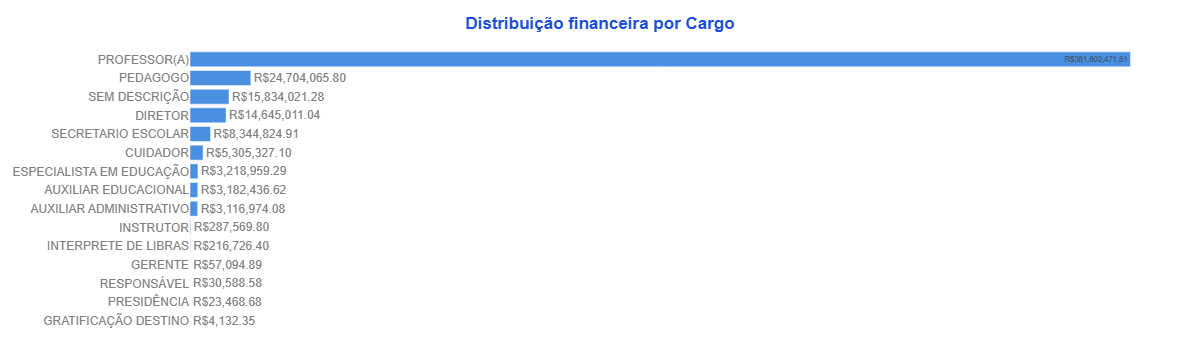 Distribuição financeira por Cargo
PROFESSOR(A) R$381,802,471.51
PEDAGOGO R$24,704,065.80
SEM DESCRIÇÃO R$15,834,021.28
DIRETOR R$14,645,011.04
SECRETARIO ESCOLAR R$8,344,824.91
CUIDADOR R$5,305,327.10
ESPECIALISTA EM EDUCAÇÃO R$3,218,959.29
AUXILIAR EDUCACIONAL R$3,182,436.62
AUXILIAR ADMINISTRATIVO R$3,116,974.08
INSTRUTOR R$287,569.80
INTERPRETE DE LIBRAS R$216,726.40
GERENTE R$57,094.89
RESPONSÁVEL R$30,588.58
PRESIDÊNCIA R$23,468.68
GRATIFICAÇÃO DESTINO R$4,132.35